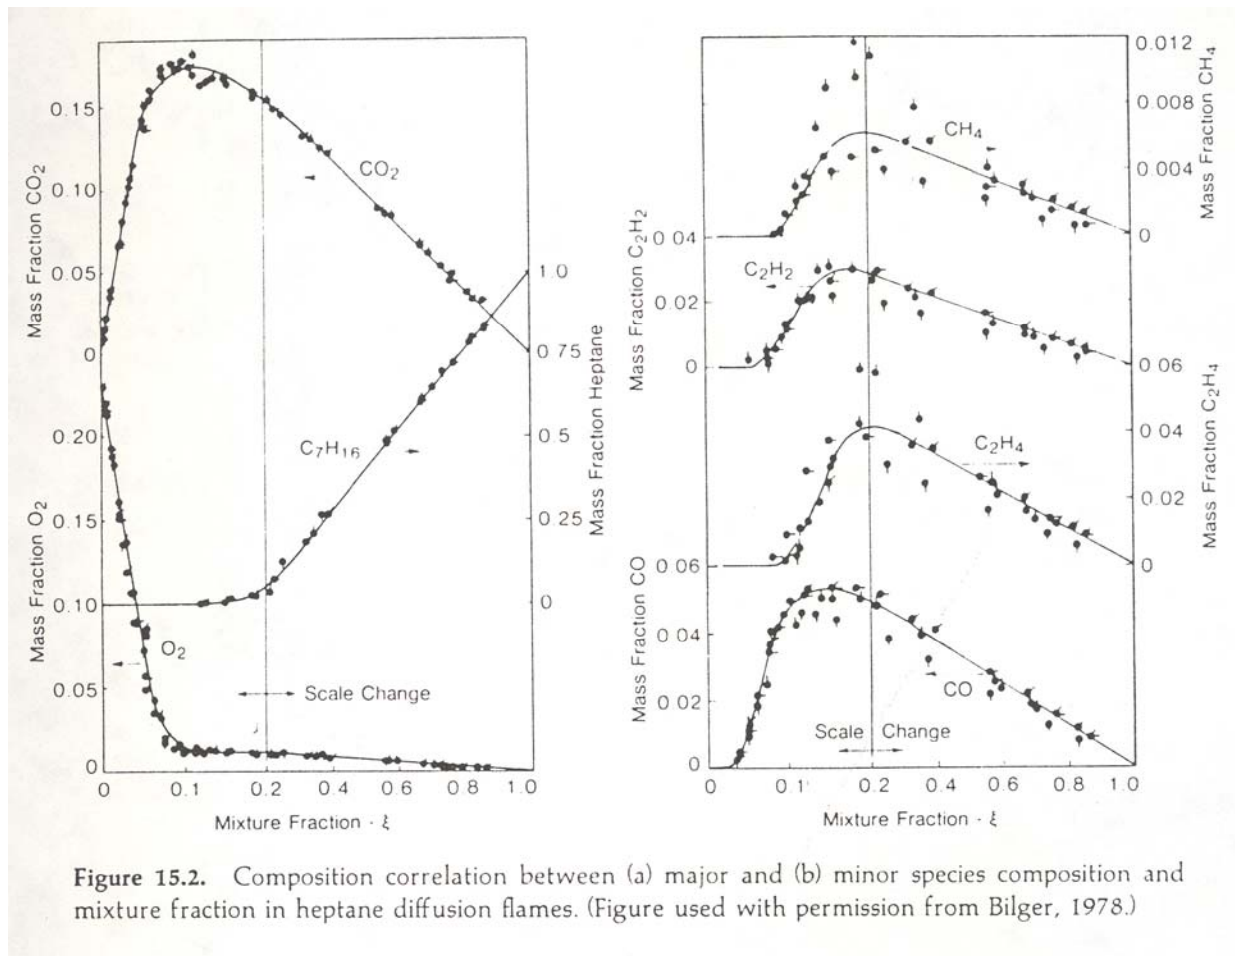 Mass Fraction CO2
0.15
0.10
0.05
0
CO2
Mass Fraction O2
0.20
0.15
0.10
0.05
0
C7H16
O2
Scale Change
1.0
0.75
0.5
0.25
0
Mass Fraction Heptane
0 0.1 0.2 0.4 0.6 0.8 1.0
Mixture Fraction - ξ
0.012
0.008
0.004
0
Mass Fraction CH4
CH4
Mass Fraction C2H2
0 04
0 02
0
C2H2
0 06
0 04
0 02
0
Mass Fraction C2H4
C2H4
Mass Fraction CO
0 06
0 04
0 02
0
CO
Scale Change
0 0.1 0.2 0.4 0.6 0.8 1.0
Mixture Fraction - ξ
Figure 15.2. Composition correlation between (a) major and (b) minor species composition and
mixture fraction in heptane diffusion flames. (Figure used with permission from Bilger, 1978.)